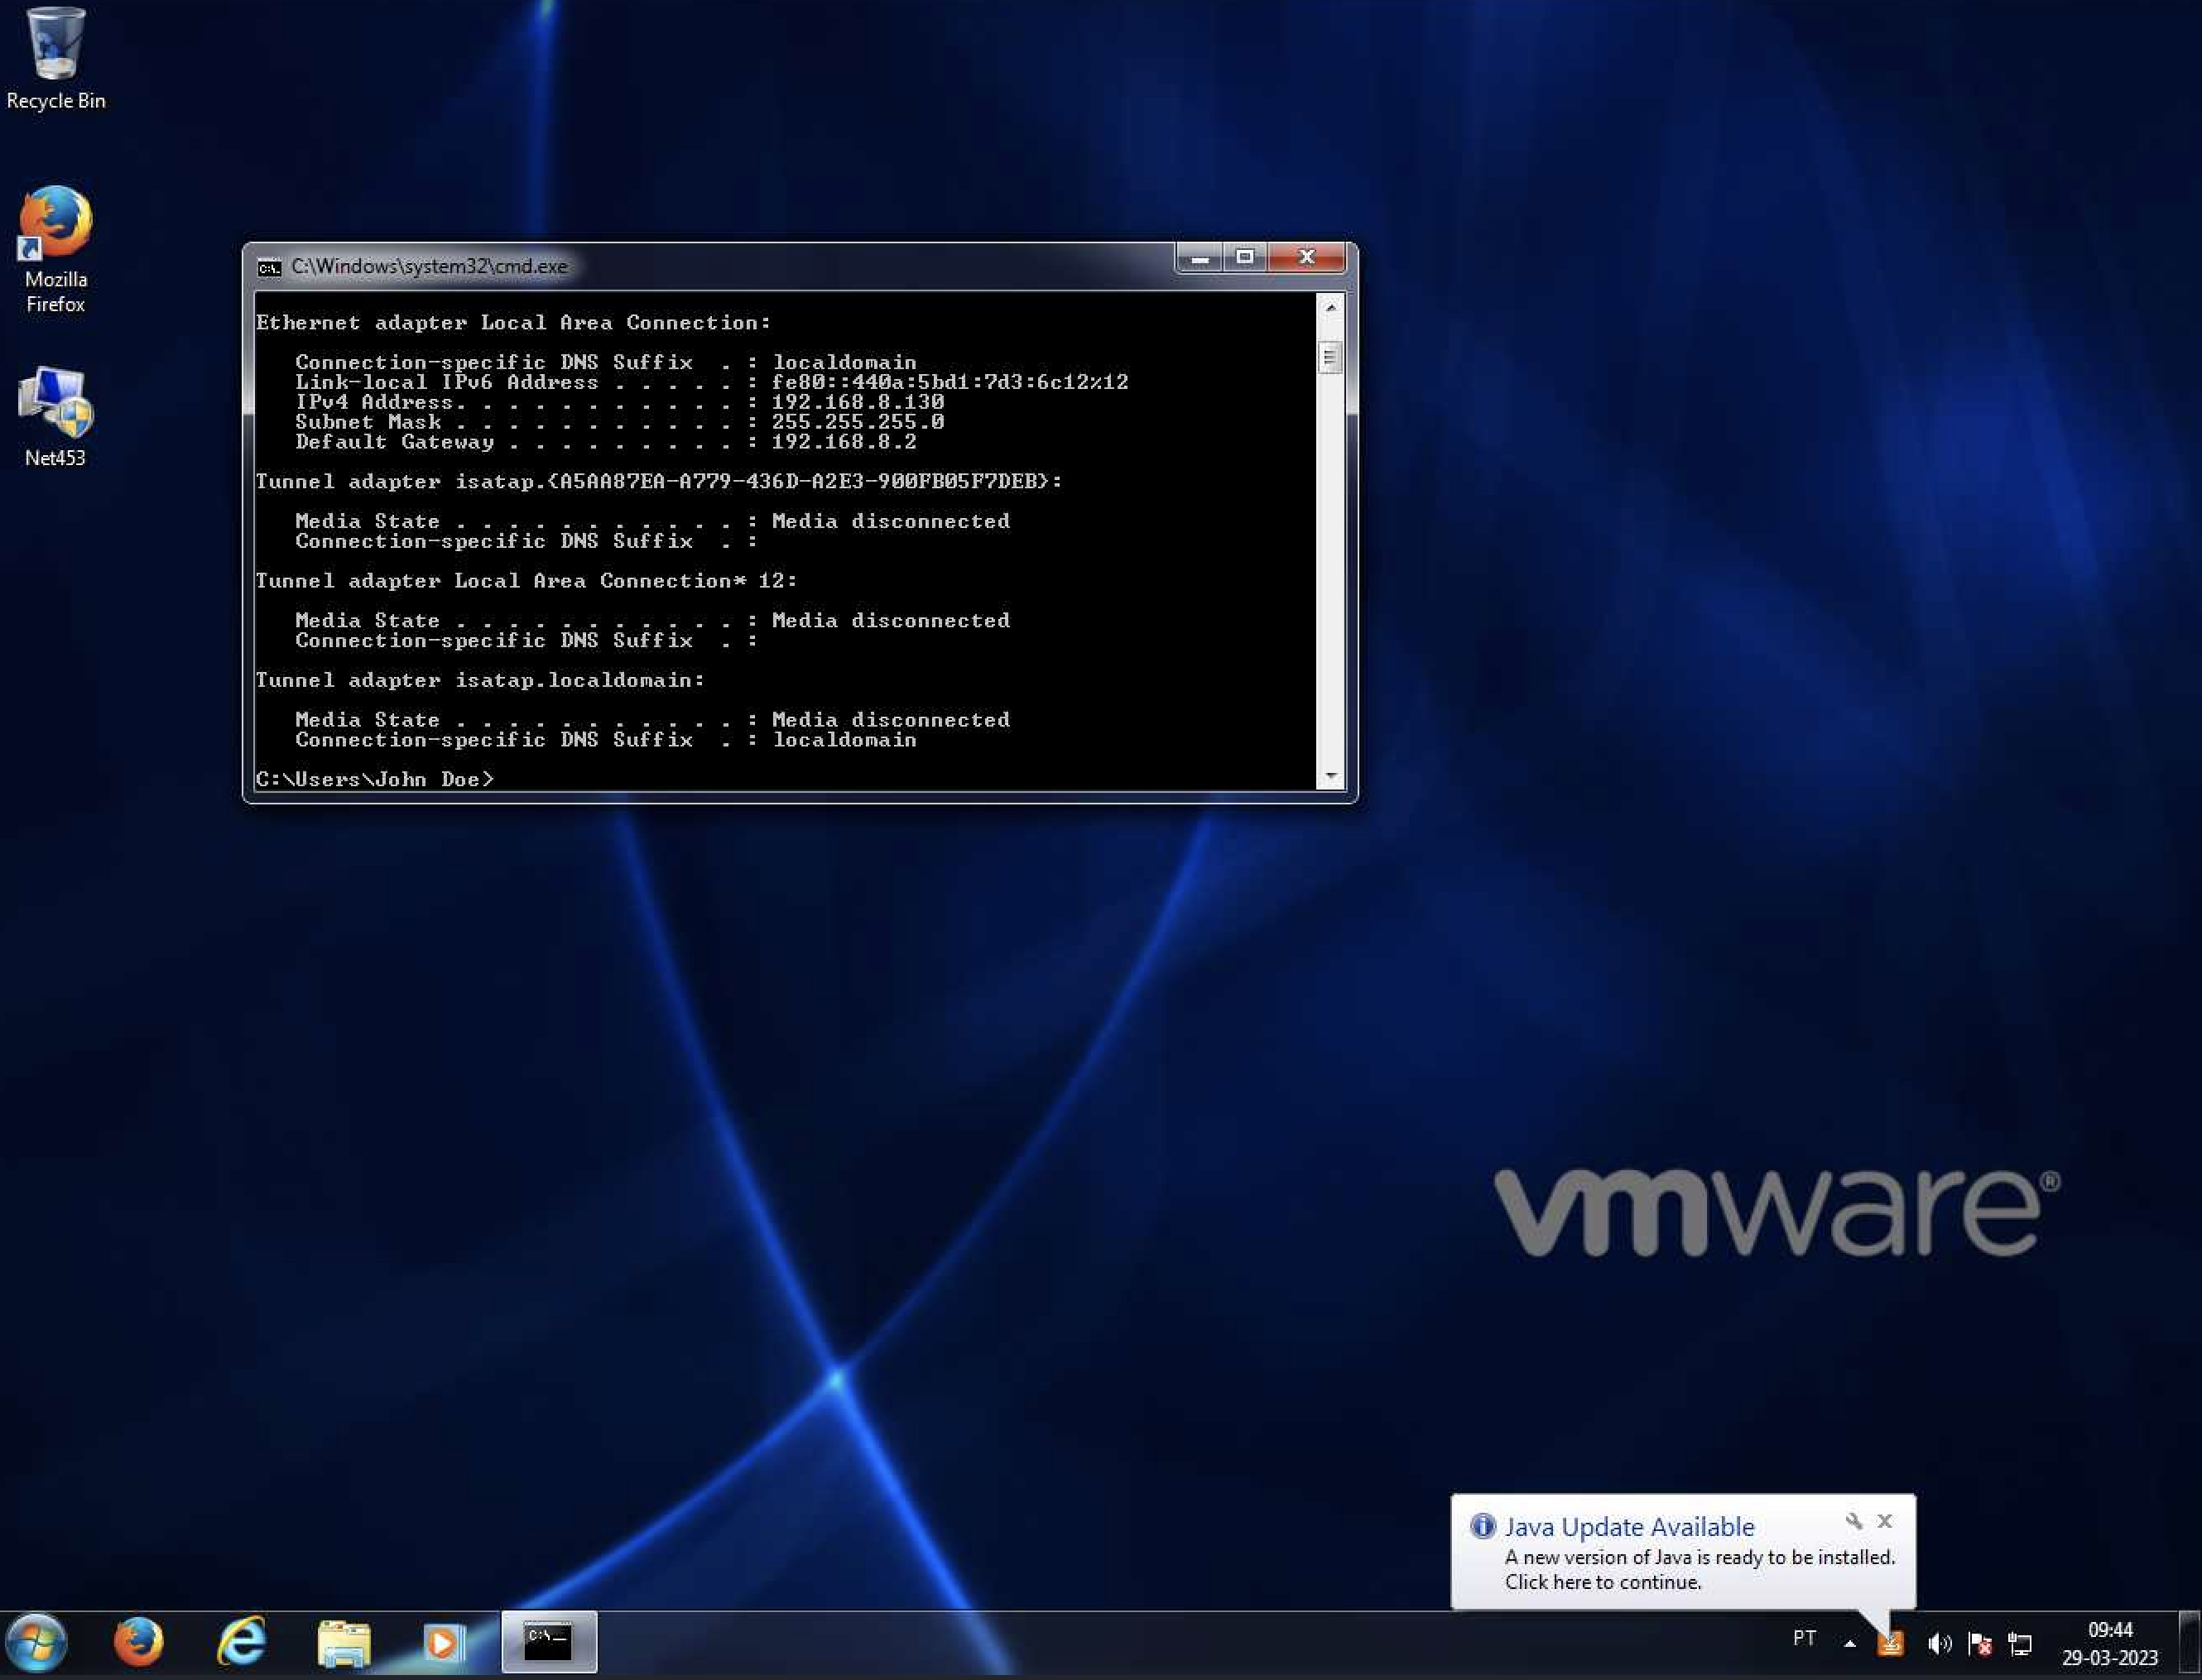 Recycle Bin
Mozilla
Firefox
Net453
C:\Windows\system32\cmd.exe
Ethernet adapter Local Area Connection:
Connection-specific DNS Suffix  . : localdomain
Link-local IPv6 Address . . . . . : fe80::440a:5bd1:7d3:6c12%12
IPv4 Address. . . . . . . . . . . : 192.168.8.130
Subnet Mask . . . . . . . . . . . : 255.255.255.0
Default Gateway . . . . . . . . . : 192.168.8.2
Tunnel adapter isatap.{A5AA87EA-A779-436D-A2E3-900FB05F7DEB}:
Media State . . . . . . . . . . . : Media disconnected
Connection-specific DNS Suffix  . :
Tunnel adapter Local Area Connection* 12:
Media State . . . . . . . . . . . : Media disconnected
Connection-specific DNS Suffix  . :
Tunnel adapter isatap.localdomain:
Media State . . . . . . . . . . . : Media disconnected
Connection-specific DNS Suffix  . : localdomain
C:\Users\John Doe>
vmware®
Java Update Available
A new version of Java is ready to be installed.
Click here to continue.
PT
09:44
29-03-2023